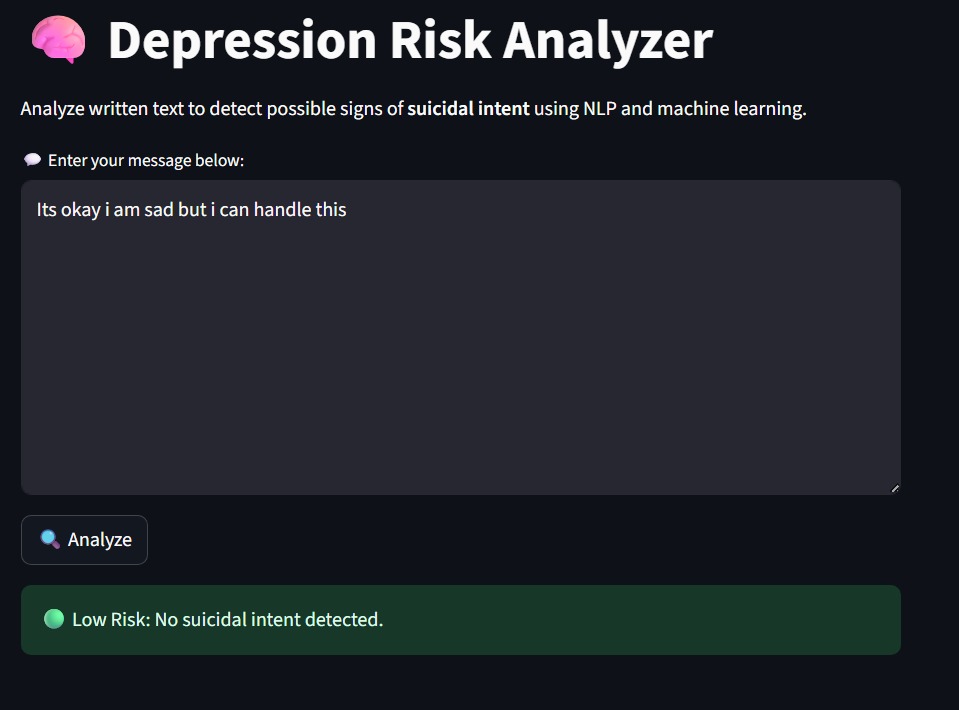 Depression Risk Analyzer
Analyze written text to detect possible signs of suicidal intent using NLP and machine learning.
Enter your message below:
Its okay i am sad but i can handle this
Analyze
Low Risk: No suicidal intent detected.